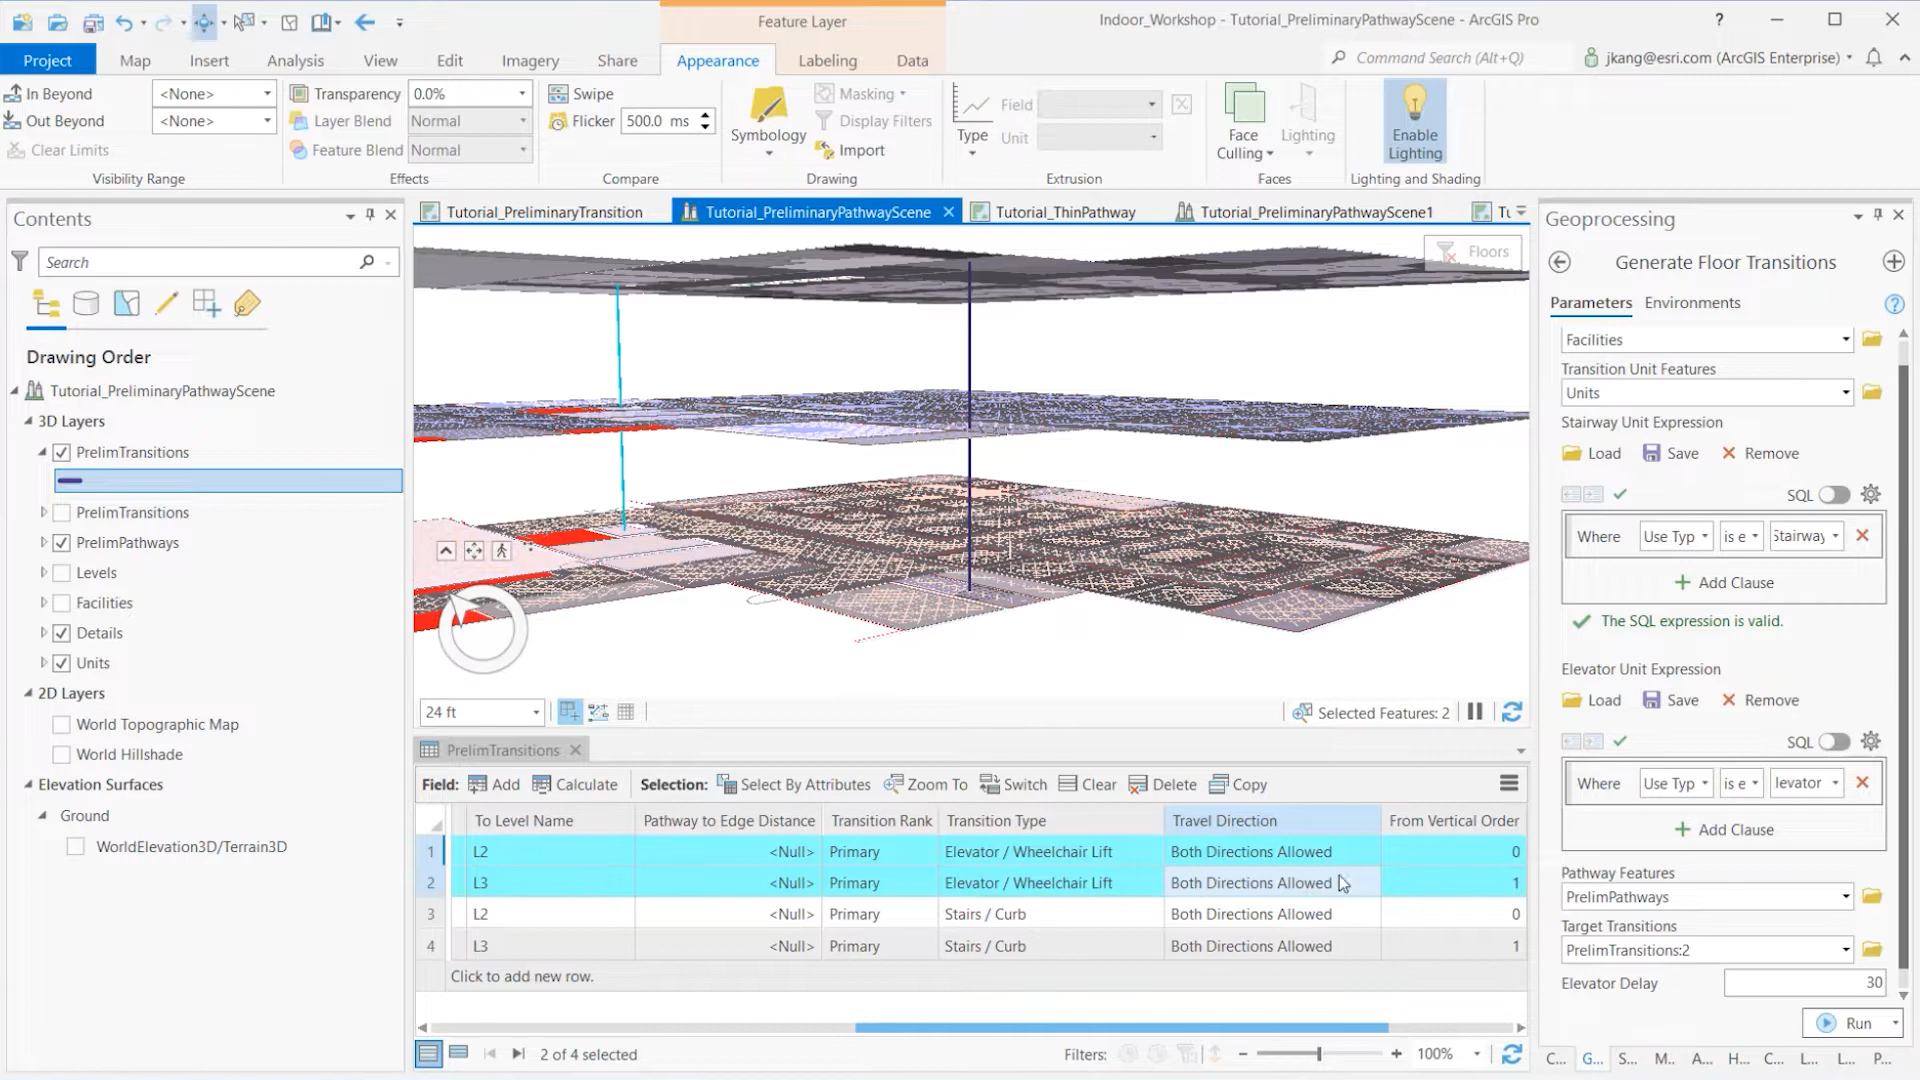 Feature Layer
Indoor_Workshop - Tutorial_PreliminaryPathwayScene - ArcGIS Pro
?
Project
Map
Insert
Analysis
View
Edit
Imagery
Share
Appearance
Labeling
Data
Command Search (Alt+Q)
jkang@esri.com (ArcGIS Enterprise)
In Beyond
<None>
Out Beyond
<None>
Clear Limits
Visibility Range
Transparency
0.0%
Layer Blend
Normal
Feature Blend
Normal
Effects
Swipe
Flicker
500.0 ms
Compare
Symbology
Masking
Display Filters
Import
Drawing
Type
Field
Unit
Extrusion
Face
Culling
Lighting
Faces
Enable
Lighting
Lighting and Shading
Contents
Search
Drawing Order
Tutorial_PreliminaryPathwayScene
3D Layers
PrelimTransitions
PrelimTransitions
PrelimPathways
Levels
Facilities
Details
Units
2D Layers
World Topographic Map
World Hillshade
Elevation Surfaces
Ground
WorldElevation3D/Terrain3D
Tutorial_PreliminaryTransition
Tutorial_PreliminaryPathwayScene
Tutorial_ThinPathway
Tutorial_PreliminaryPathwayScene1
Floors
24 ft
Selected Features: 2
PrelimTransitions
Field: Add Calculate Selection: Select By Attributes Zoom To Switch Clear Delete Copy
To Level Name Pathway to Edge Distance Transition Rank Transition Type Travel Direction From Vertical Order
1 L2 <Null> Primary Elevator / Wheelchair Lift Both Directions Allowed 0
2 L3 <Null> Primary Elevator / Wheelchair Lift Both Directions Allowed 1
3 L2 <Null> Primary Stairs / Curb Both Directions Allowed 0
4 L3 <Null> Primary Stairs / Curb Both Directions Allowed 1
Click to add new row.
2 of 4 selected
Filters:
100%
Geoprocessing
Generate Floor Transitions
Parameters Environments
?
Facilities
Transition Unit Features
Units
Stairway Unit Expression
Load Save Remove
SQL
Where Use Typ is e Stairway
Add Clause
The SQL expression is valid.
Elevator Unit Expression
Load Save Remove
SQL
Where Use Typ is e levator
Add Clause
Pathway Features
PrelimPathways
Target Transitions
PrelimTransitions:2
Elevator Delay
30
Run
C... G... S... M.. A... H... C... L... L... P...